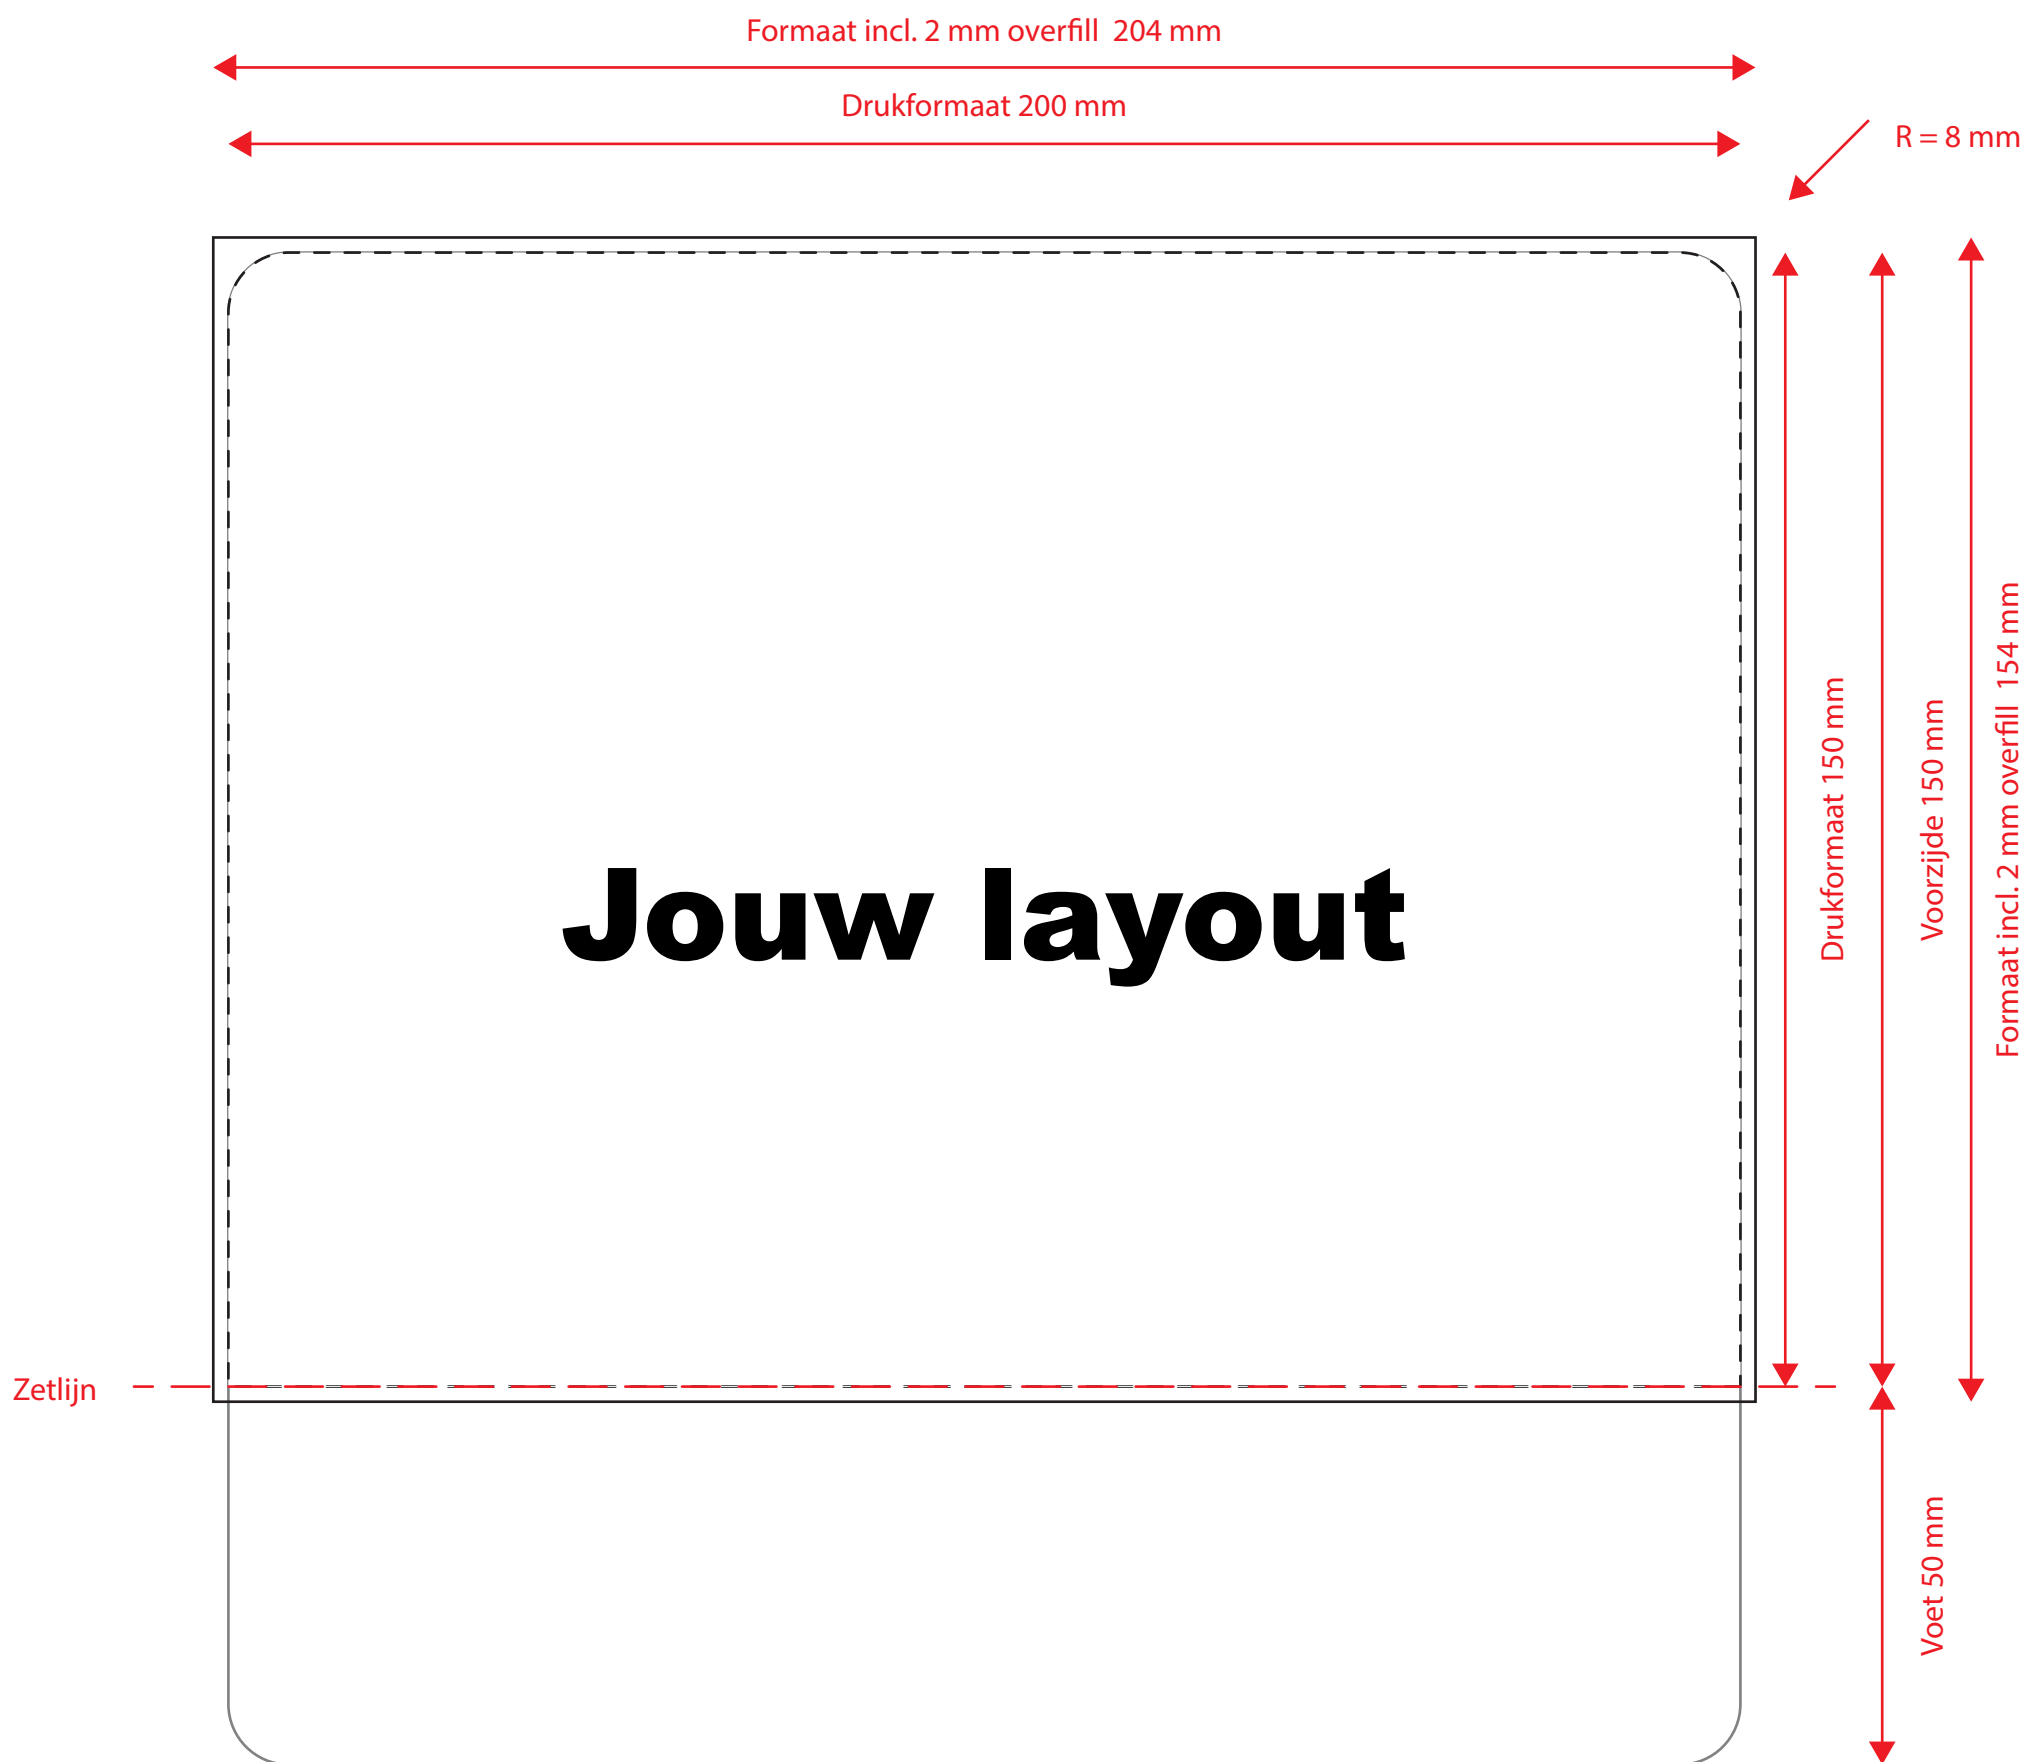 Formaat incl. 2 mm overfill  204 mm
Drukformaat 200 mm
R = 8 mm
Drukformaat 150 mm
Voorzijde 150 mm
Formaat incl. 2 mm overfill  154 mm
Jouw layout
Zetlijn
Voet 50 mm